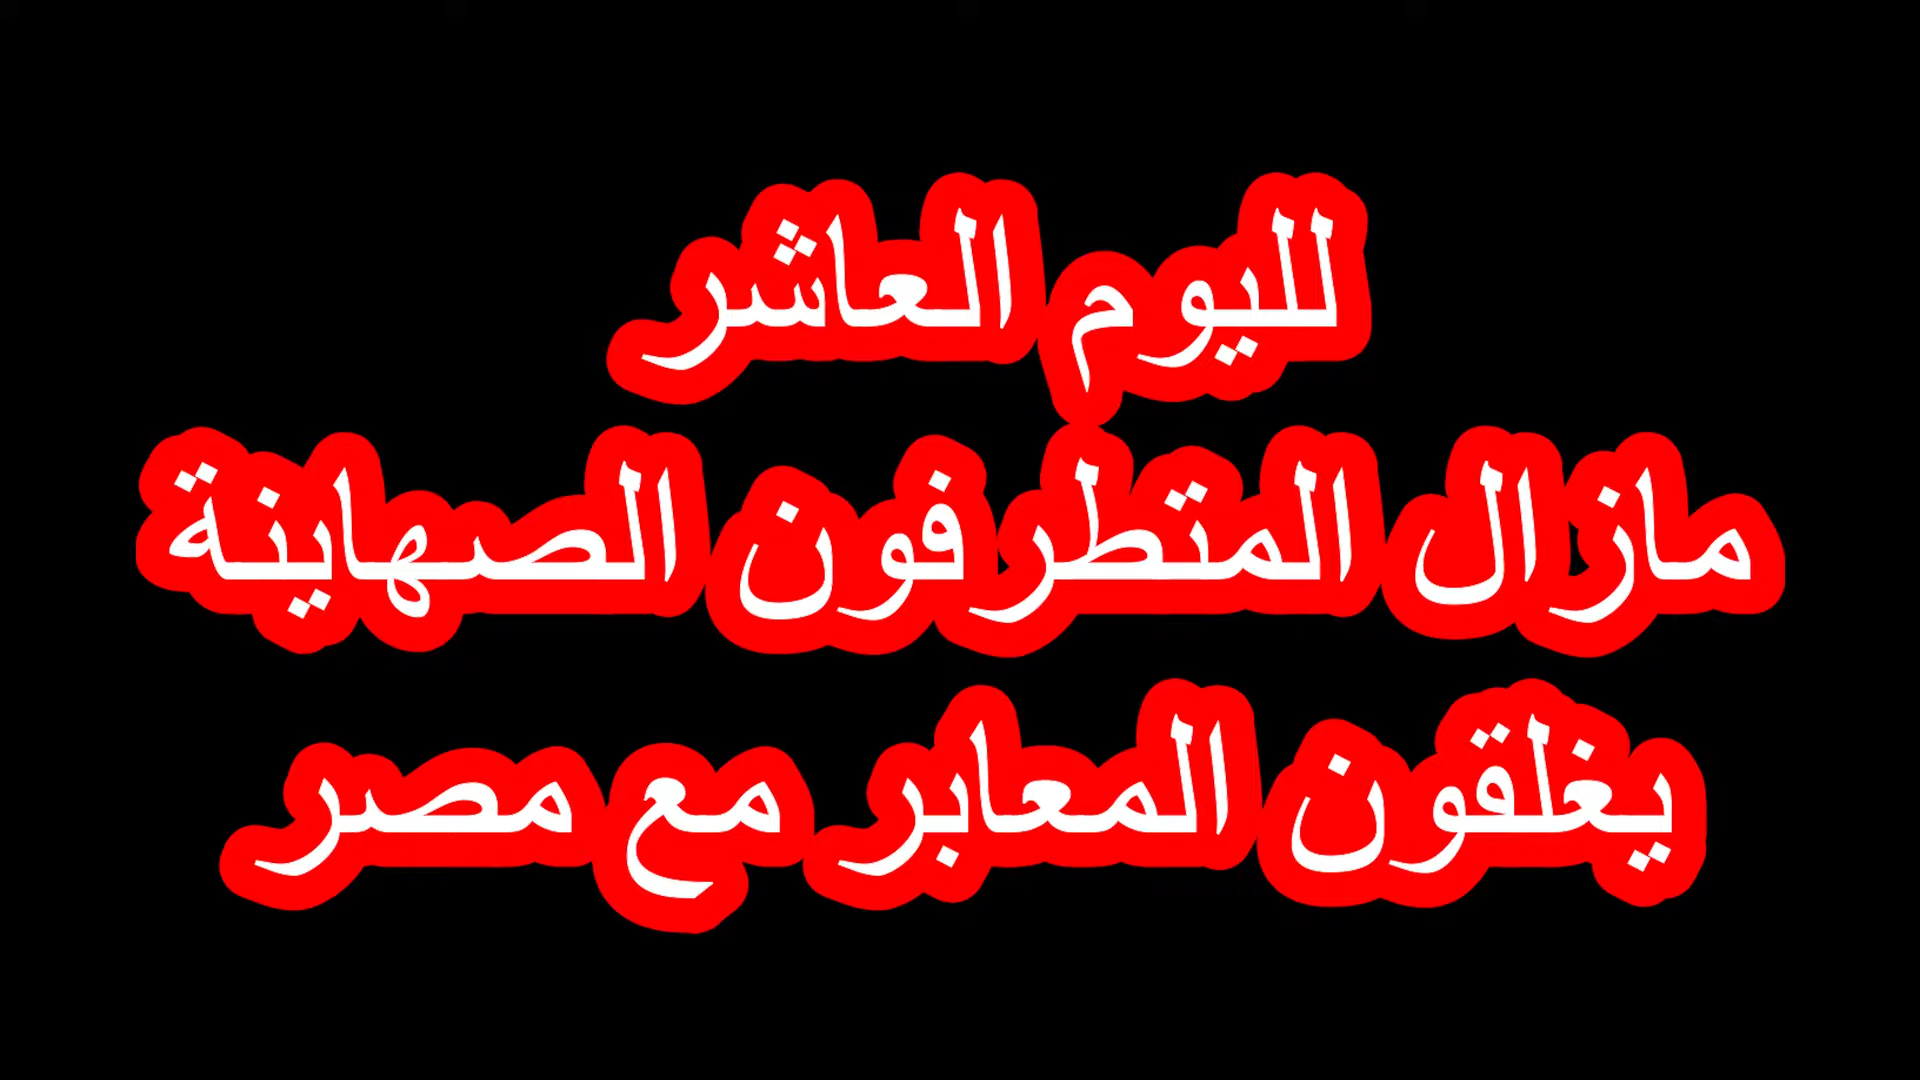 لليوم العاشر
مازال المتطرفون الصهاينة
يغلقون المعابر مع مصر